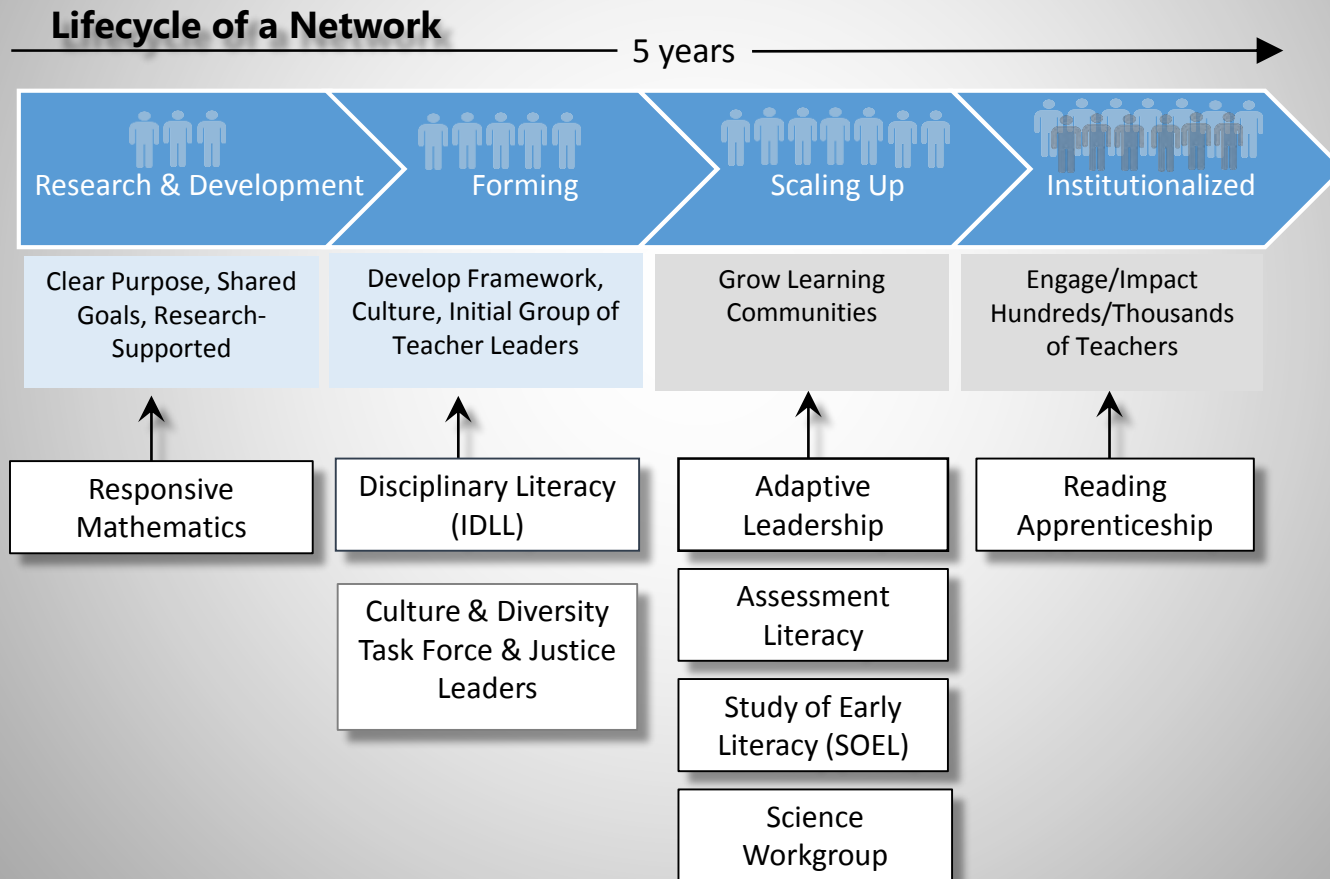 Lifecycle of a Network
5 years
Research & Development
Forming
Scaling Up
Institutionalized
Clear Purpose, Shared
Goals, Research-
Supported
Develop Framework,
Culture, Initial Group of
Teacher Leaders
Grow Learning
Communities
Engage/Impact
Hundreds/Thousands
of Teachers
Responsive
Mathematics
Disciplinary Literacy
(IDLL)
Culture & Diversity
Task Force & Justice
Leaders
Adaptive
Leadership
Assessment
Literacy
Study of Early
Literacy (SOEL)
Science
Workgroup
Reading
Apprenticeship